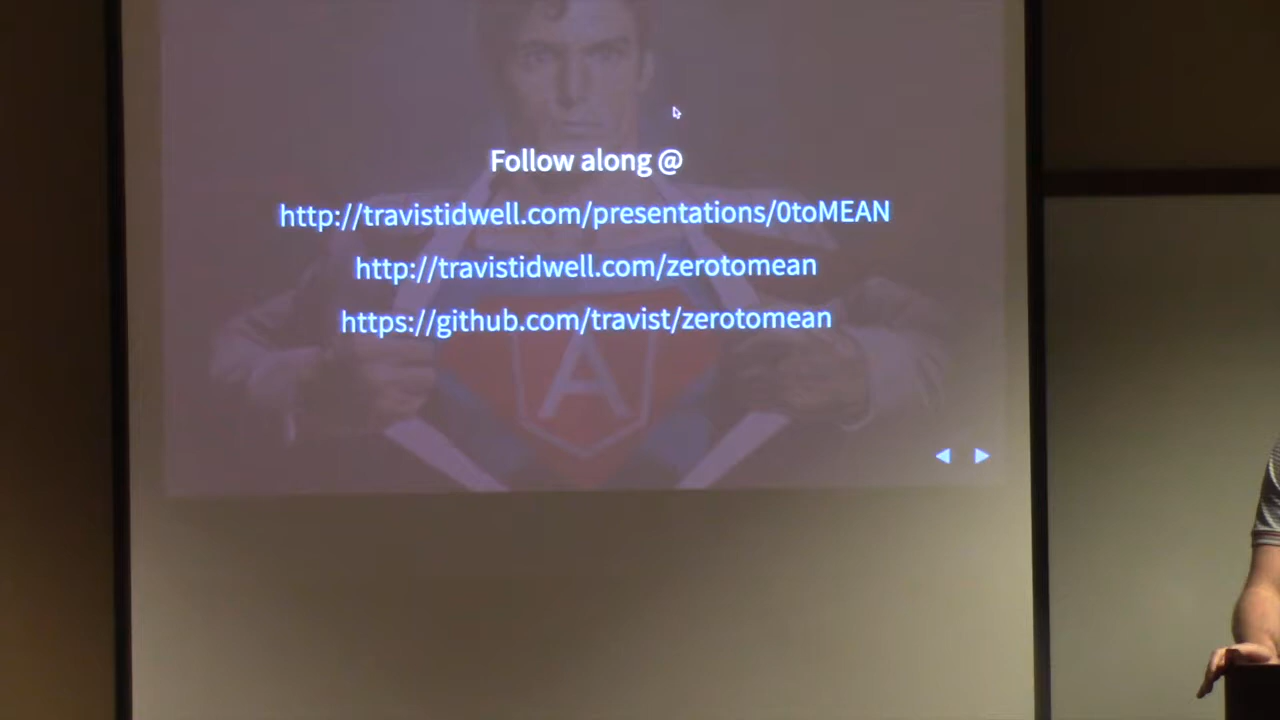 Follow along @
http://travistidwell.com/presentations/0toMEAN
http://travistidwell.com/zerotomean
https://github.com/travist/zerotomean
A